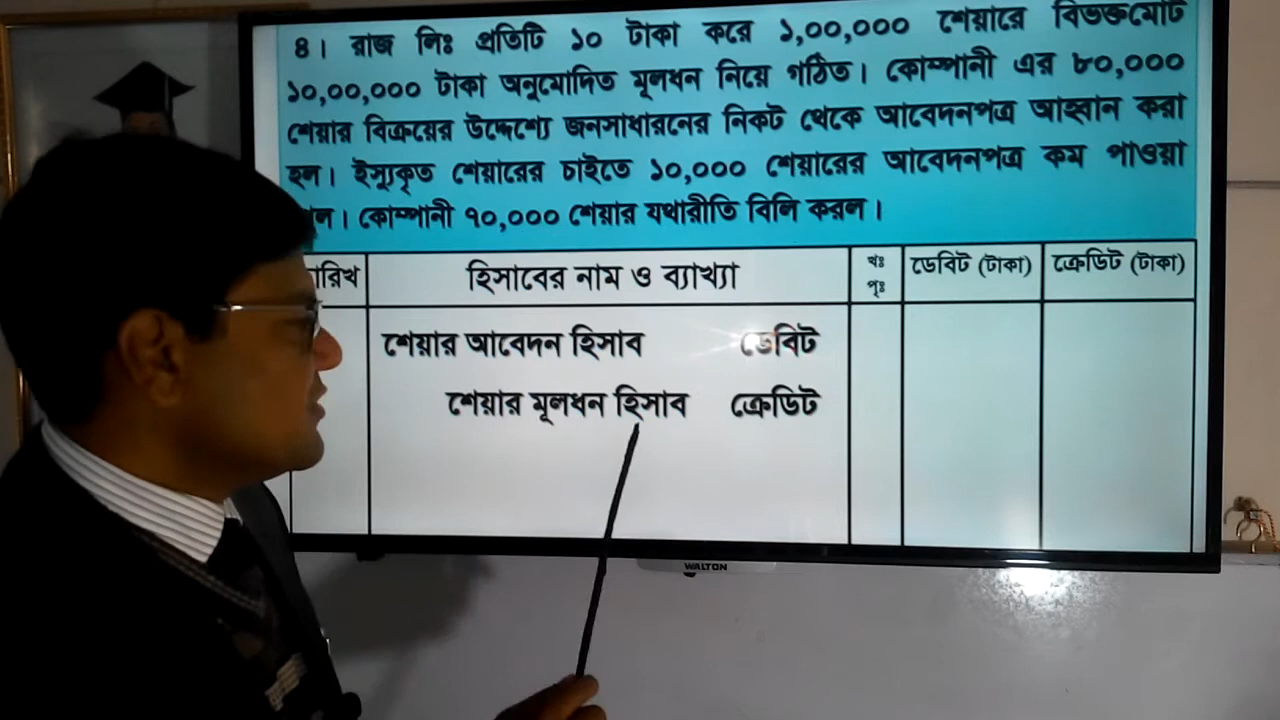 ৪। রাজ লিঃ প্রতিটি ১০ টাকা করে ১,০০,০০০ শেয়ারে বিভক্তমোট
১০,০০,০০০ টাকা অনুমোদিত মূলধন নিয়ে গঠিত। কোম্পানী এর ৮০,০০০
শেয়ার বিক্রয়ের উদ্দেশ্যে জনসাধারনের নিকট থেকে আবেদনপত্র আহ্বান করা
হল। ইস্যুকৃত শেয়ারের চাইতে ১০,০০০ শেয়ারের আবেদনপত্র কম পাওয়া
কোম্পানী ৭০,০০০ শেয়ার যথারীতি বিলি করল।
হিসাবের নাম ও ব্যাখ্যা খঃ পৃঃ ডেবিট (টাকা) ক্রেডিট (টাকা)
শেয়ার আবেদন হিসাব ডেবিট
শেয়ার মূলধন হিসাব ক্রেডিট
WALTON